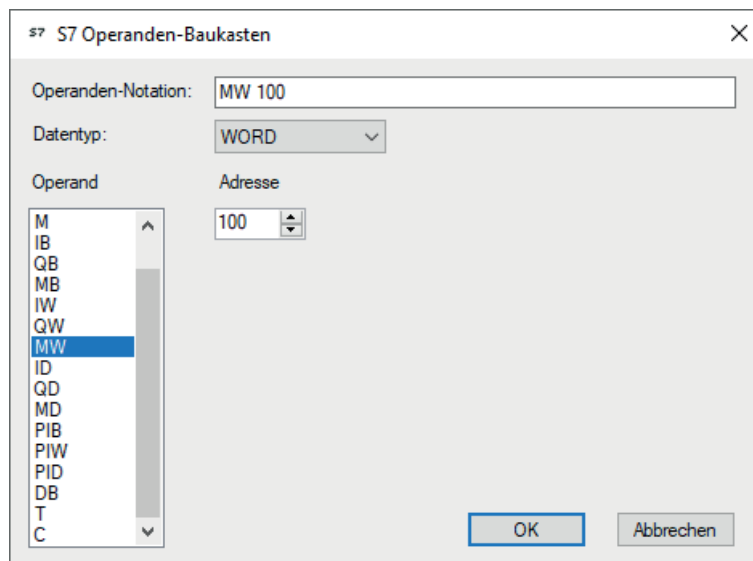 S7 S7 Operanden-Baukasten
Operanden-Notation: MW 100
Datentyp: WORD
Operand Adresse
M 100
IB
QB
MB
IW
QW
MW
ID
QD
MD
PIB
PIW
PID
DB
T
C
OK Abbrechen